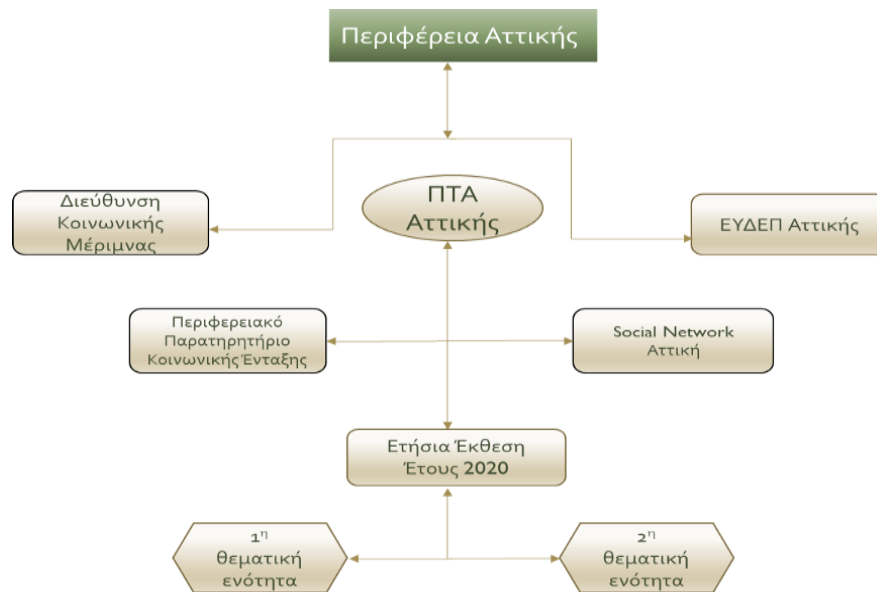 Περιφέρεια Αττικής
Διεύθυνση
Κοινωνικής
Μέριμνας
ΠΤΑ
Αττικής
ΕΥΔΕΠ Αττικής
Περιφερειακό
Παρατηρητήριο
Κοινωνικής Ένταξης
Social Network
Αττική
Ετήσια Έκθεση
Έτους 2020
1η
θεματική
ενότητα
2η
θεματική
ενότητα